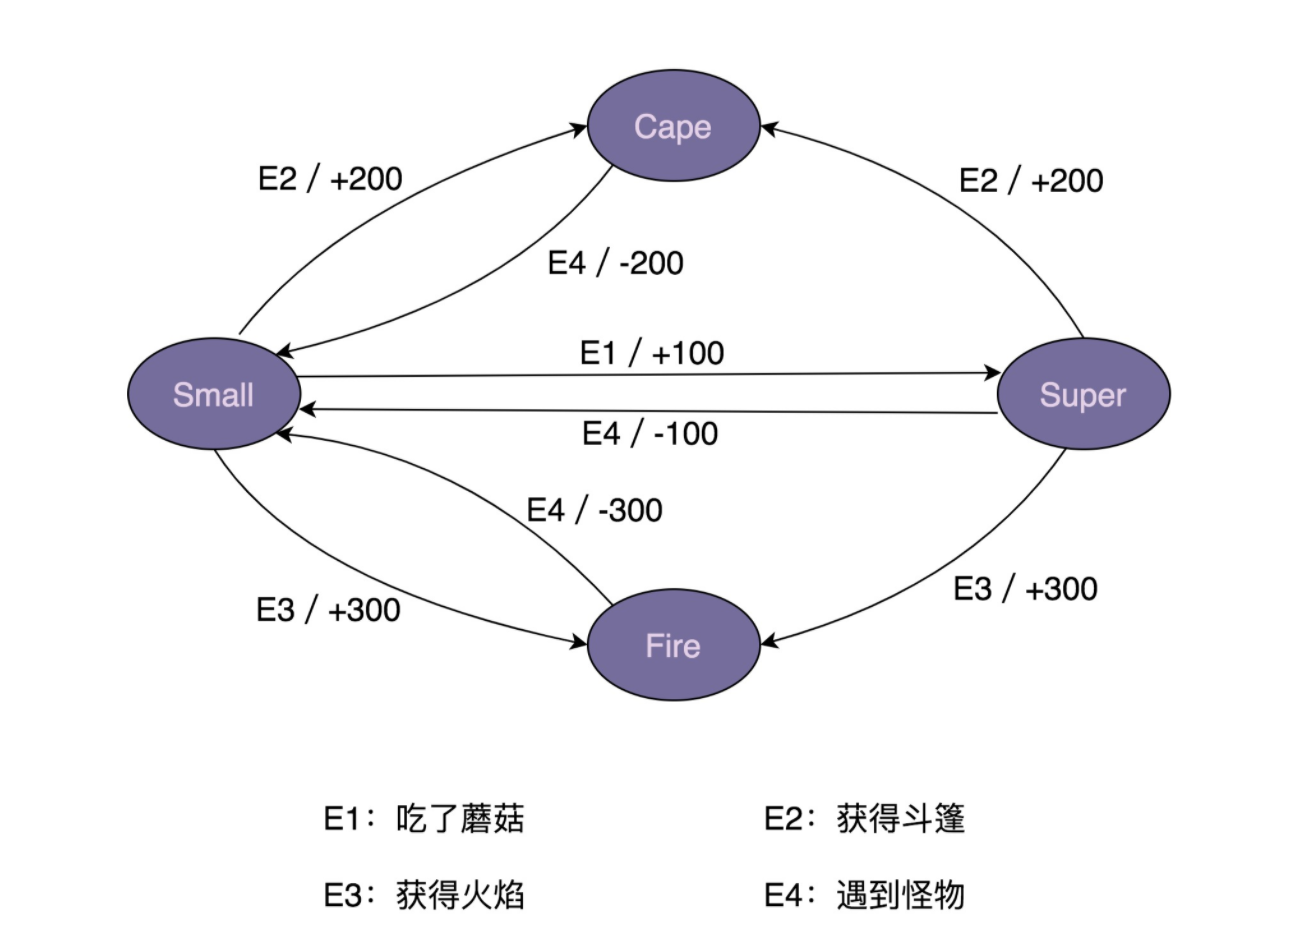 Cape
E2 / +200
E2 / +200
E4 / -200
E1 / +100
Small
Super
E4 / -100
E4 / -300
E3 / +300
E3 / +300
Fire
E1：吃了蘑菇
E2：获得斗篷
E3：获得火焰
E4：遇到怪物